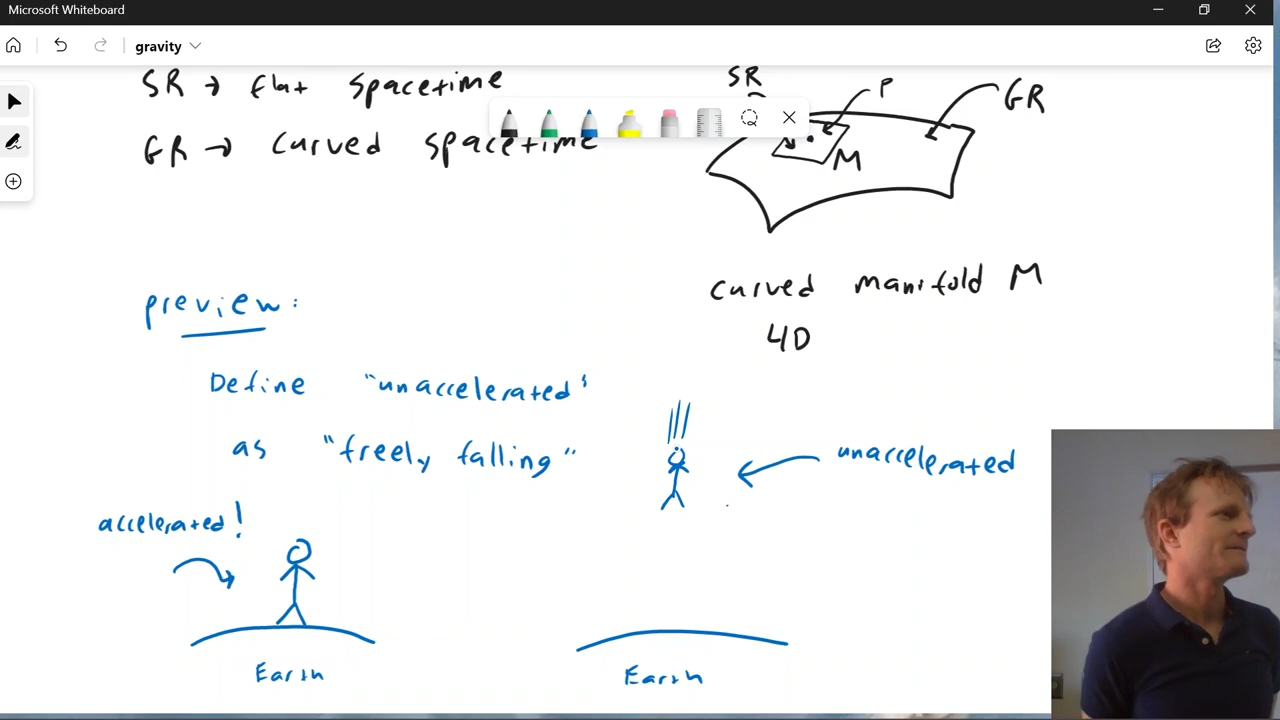 Microsoft Whiteboard
gravity
SR → flat spacetime
GR → curved spacetime
SR
P
GR
M
curved manifold M
4D
preview:
Define "unaccelerated"
as "freely falling"
unaccelerated
accelerated!
Earth
Earth